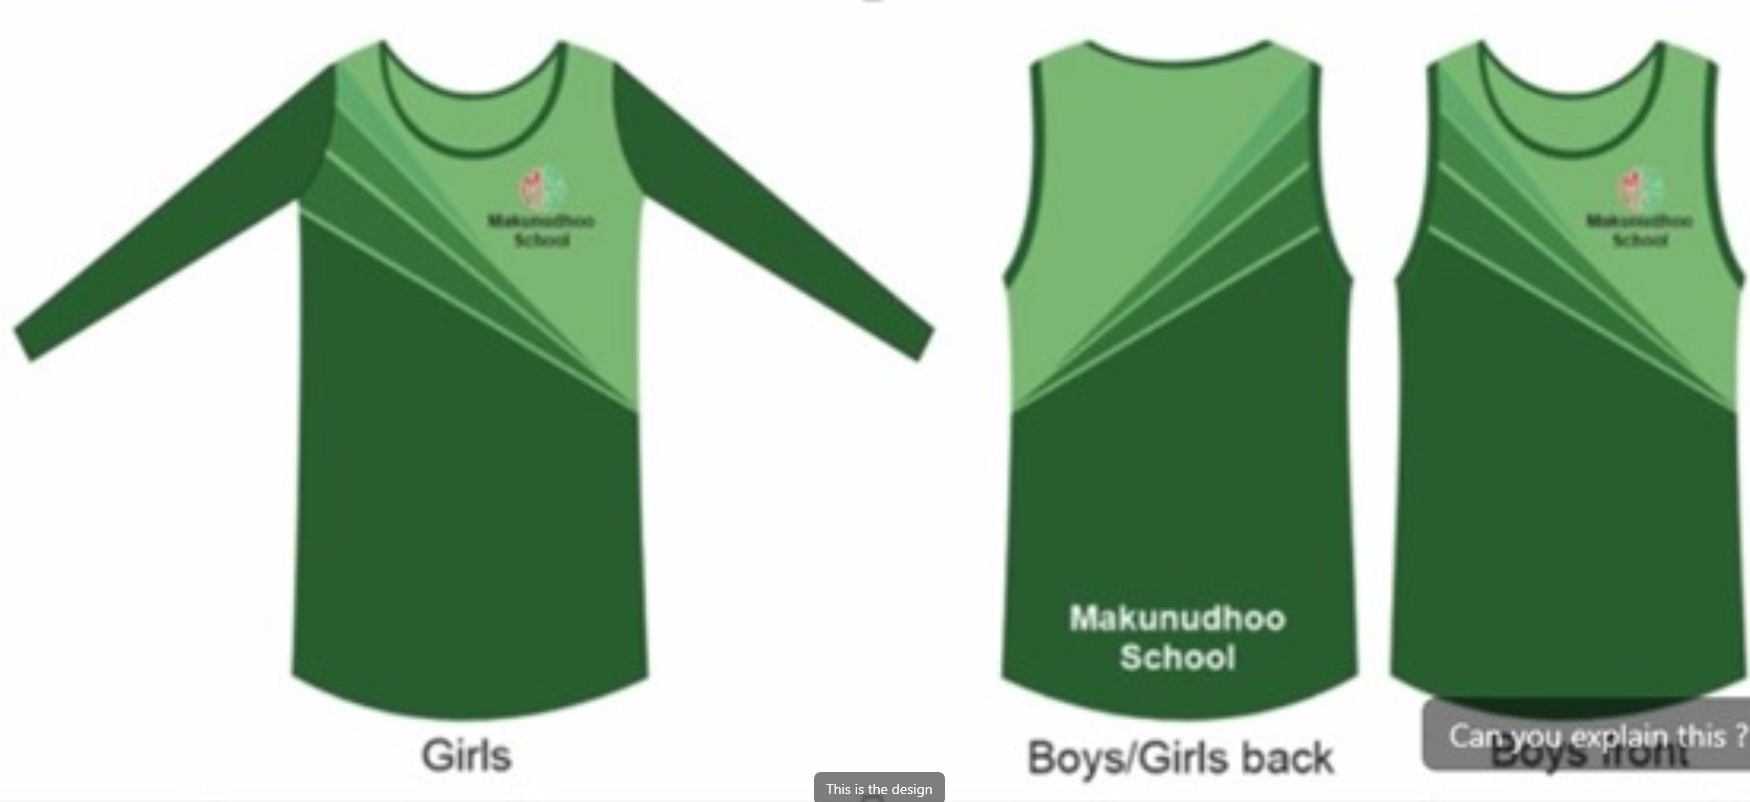 Makunudhoo
School
Makunudhoo
School
Makunudhoo
School
Girls
Boys/Girls back
Boys front
Can you explain this ?
This is the design